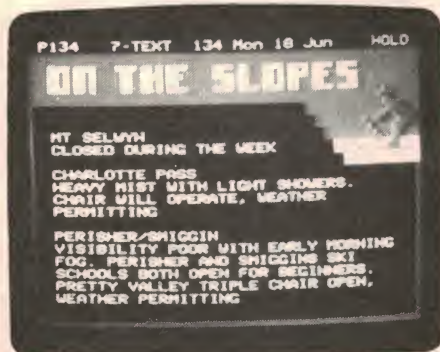 P134 7-TEXT 134 Mon 18 Jun HOLD
ON THE SLOPES
MT SELWYN
CLOSED DURING THE WEEK
CHARLOTTE PASS
HEAVY MIST WITH LIGHT SHOWERS.
CHAIR WILL OPERATE, WEATHER
PERMITTING
PERISHER/SMIGGIN
VISIBILITY POOR WITH EARLY MORNING
FOG. PERISHER AND SMIGGINS SKI
SCHOOLS BOTH OPEN FOR BEGINNERS.
PRETTY VALLEY TRIPLE CHAIR OPEN,
WEATHER PERMITTING